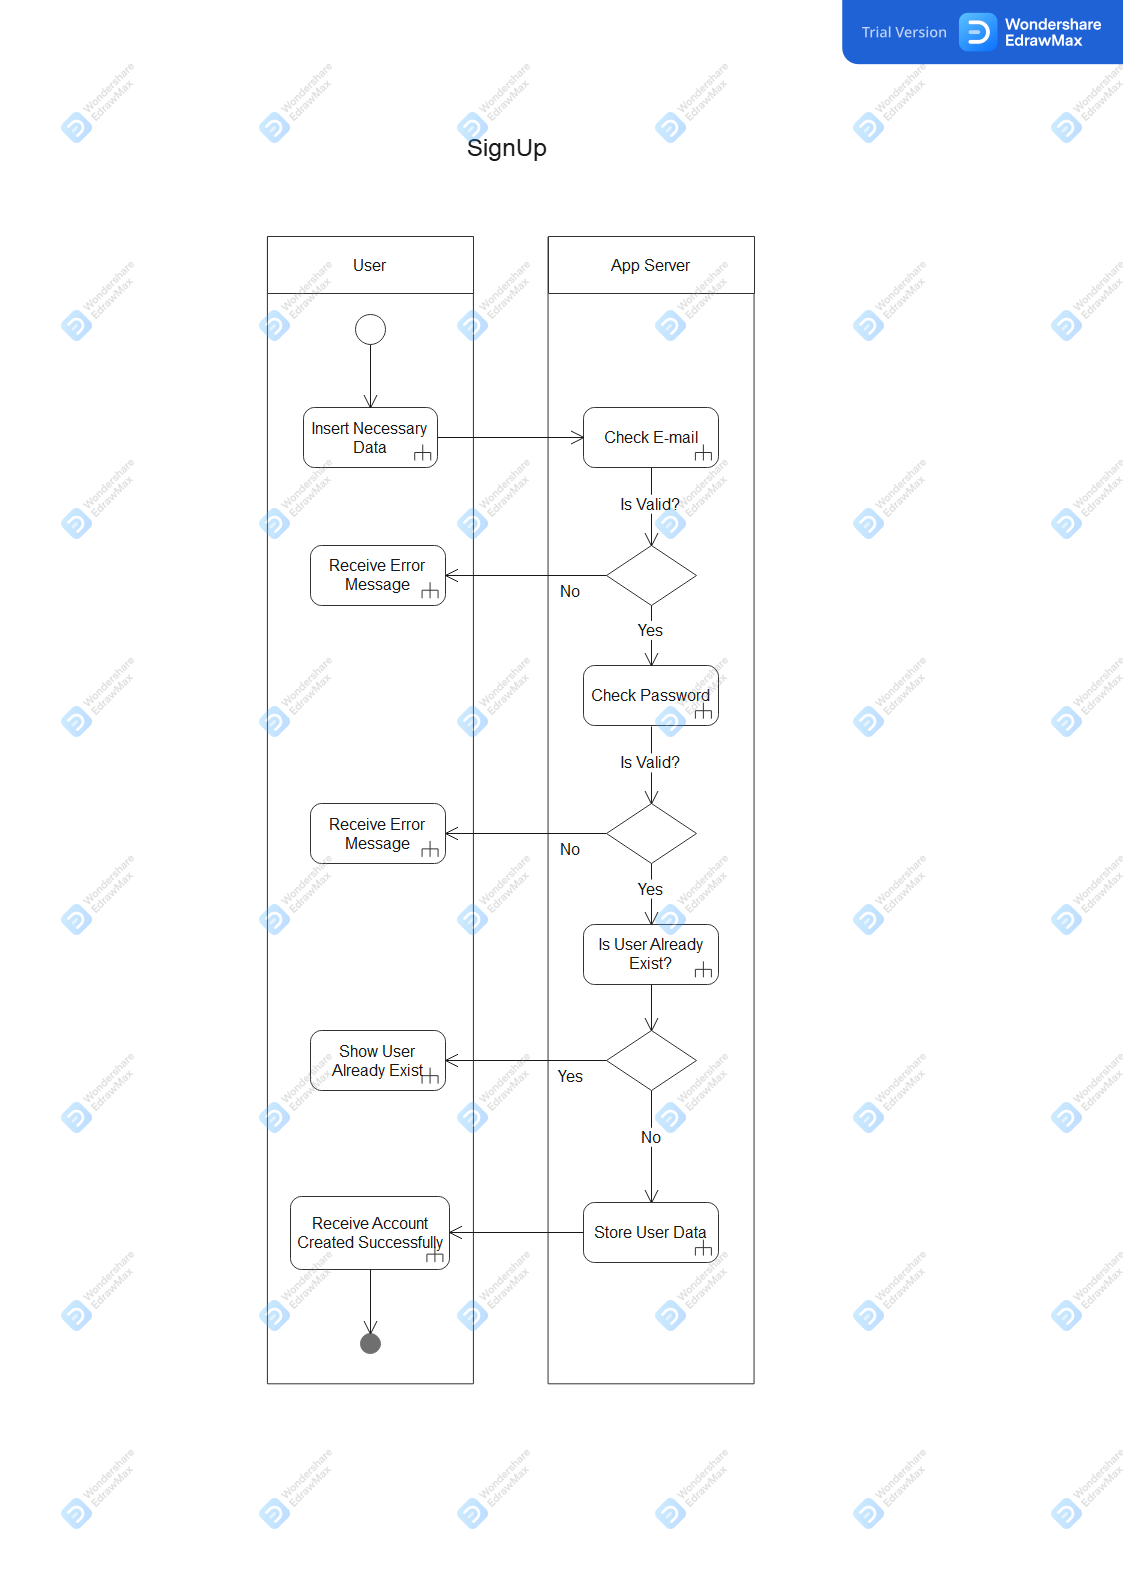 Trial Version
Wondershare
EdrawMax
SignUp
User
App Server
Insert Necessary
Data
Check E-mail
Is Valid?
Receive Error
Message
No
Yes
Check Password
Is Valid?
Receive Error
Message
No
Yes
Is User Already
Exist?
Show User
Already Exist
Yes
No
Receive Account
Created Successfully
Store User Data